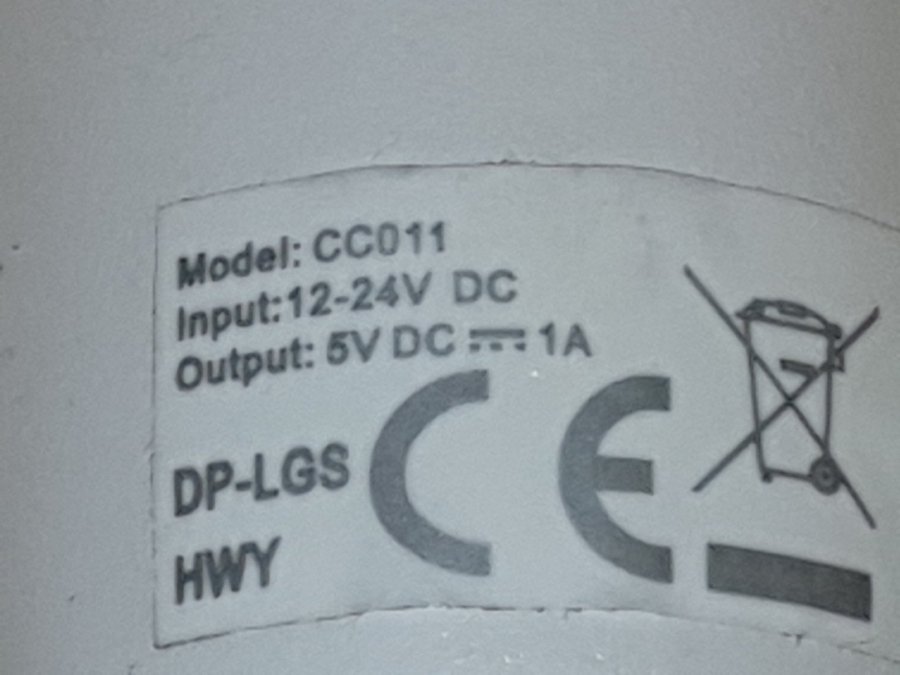 Model: CC011
Input:12-24V DC
Output: 5V DC ⎓ 1A
DP-LGS
HWY
CE